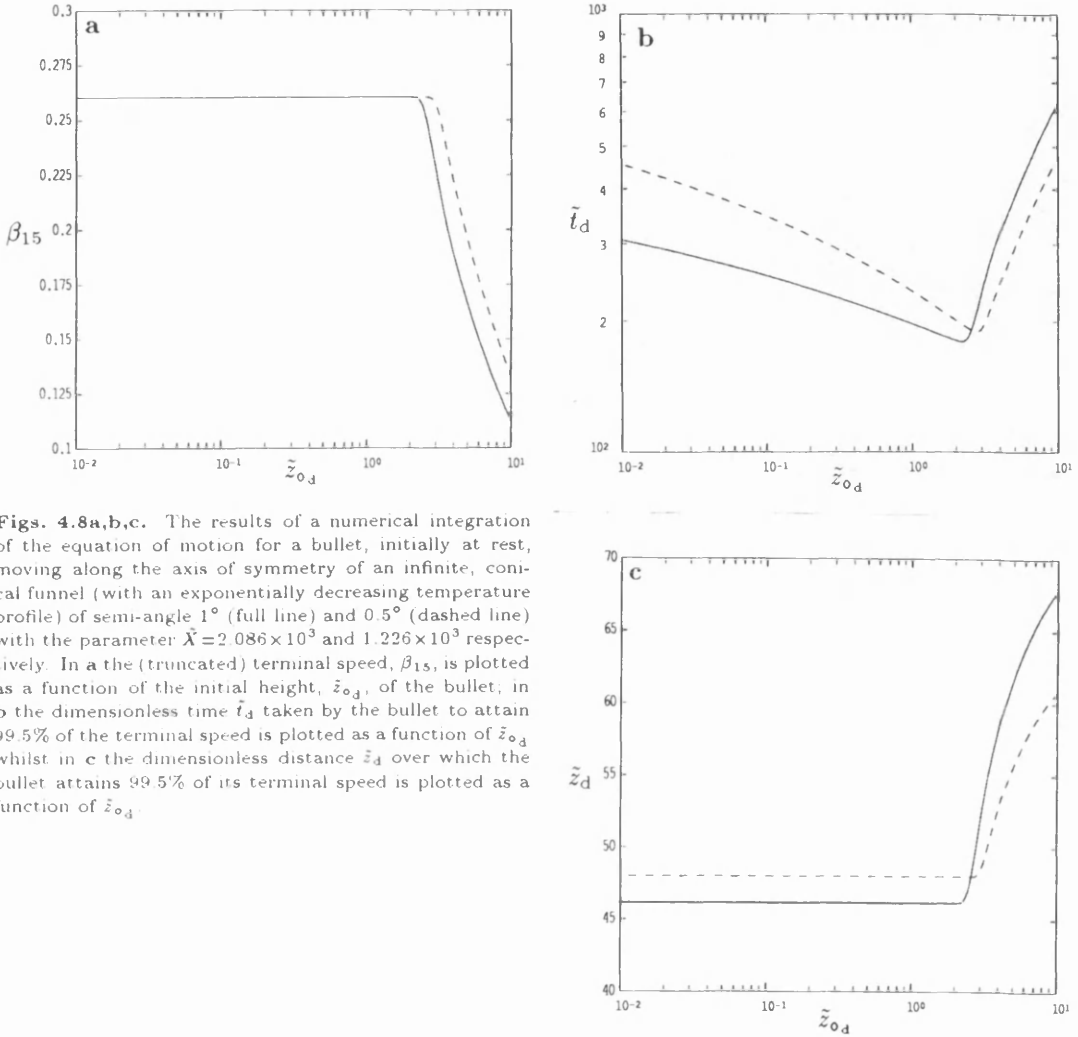 a
0.3
0.275
0.25
0.225
β15 0.2
0.175
0.15
0.125
0.1
10⁻² 10⁻¹ 10⁰ 10¹
z̃₀d
b
10³
9
8
7
6
5
4
t̃d
3
2
10²
10⁻² 10⁻¹ 10⁰ 10¹
z̃₀d
Figs. 4.8a,b,c. The results of a numerical integration
of the equation of motion for a bullet, initially at rest,
moving along the axis of symmetry of an infinite, coni-
cal funnel (with an exponentially decreasing temperature
profile) of semi-angle 1° (full line) and 0.5° (dashed line)
with the parameter X̃=2.086×10³ and 1.226×10³ respec-
tively. In a the (truncated) terminal speed, β15, is plotted
as a function of the initial height, z̃₀d, of the bullet; in
b the dimensionless time t̃d taken by the bullet to attain
99.5% of the terminal speed is plotted as a function of z̃₀d
whilst in c the dimensionless distance z̃d over which the
bullet attains 99.5% of its terminal speed is plotted as a
function of z̃₀d.
c
70
65
60
55
z̃d
50
45
40
10⁻² 10⁻¹ 10⁰ 10¹
z̃₀d